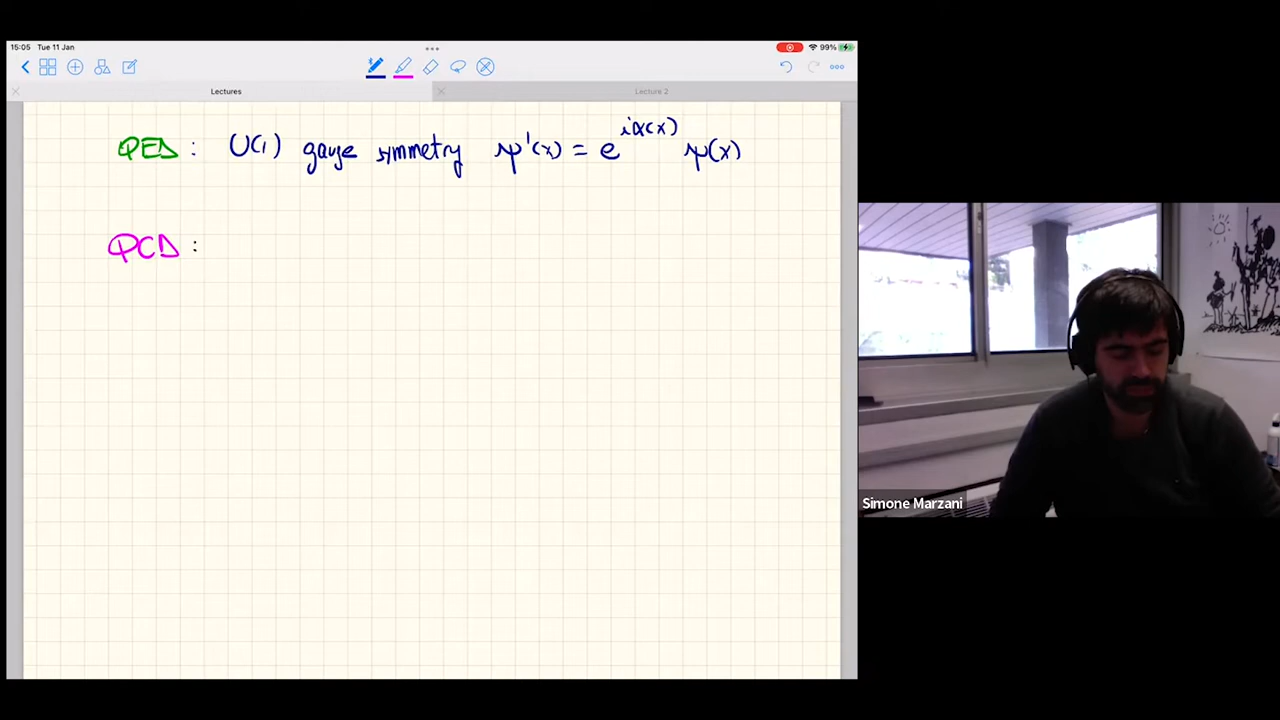 15:05 Tue 11 Jan
99%
Lectures
Lecture 2
QED : U(1) gauge symmetry ψ'(x) = e^{iα(x)} ψ(x)
QCD :
Simone Marzani